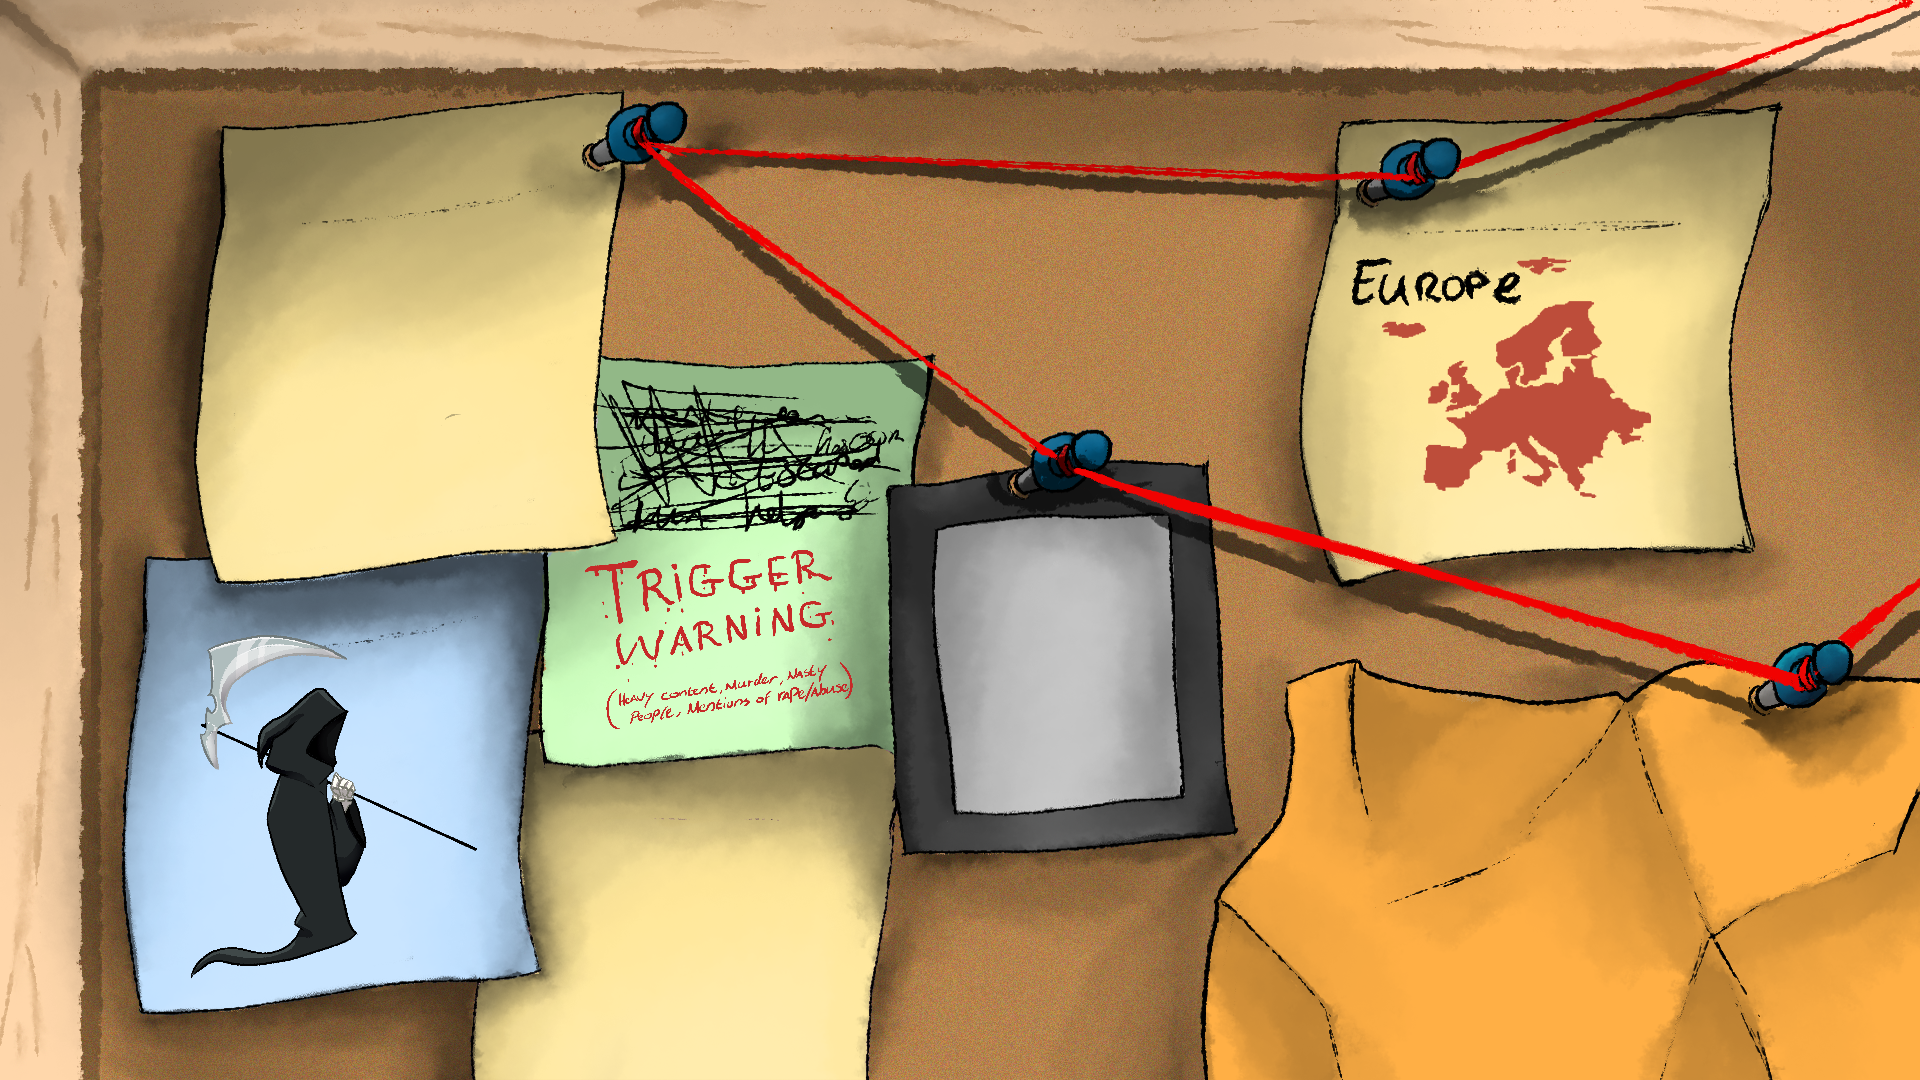 TRIGGER
WARNING
(Heavy content, Murder, Nasty
People, Mentions of rape/Abuse)
Europe